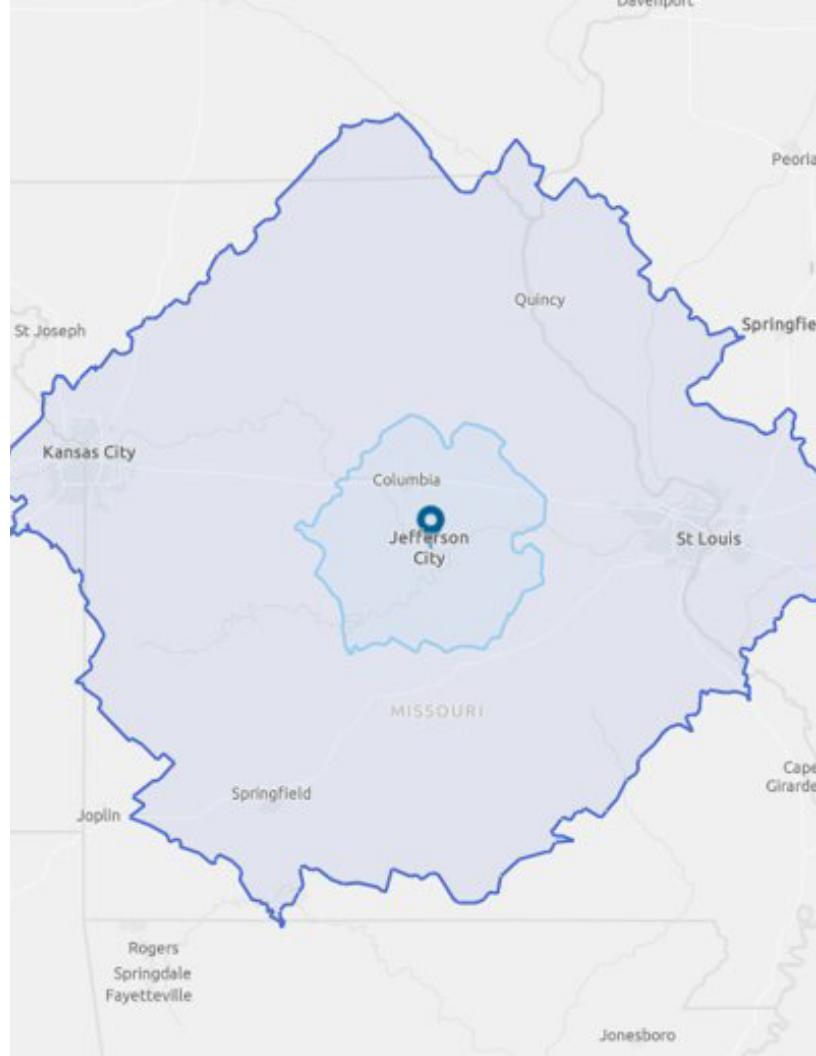 Davenport
Peoria
Quincy
Springfie
St Joseph
Kansas City
Columbia
Jefferson
City
St Louis
MISSOURI
Cape
Girarde
Springfield
Joplin
Rogers
Springdale
Fayetteville
Jonesboro